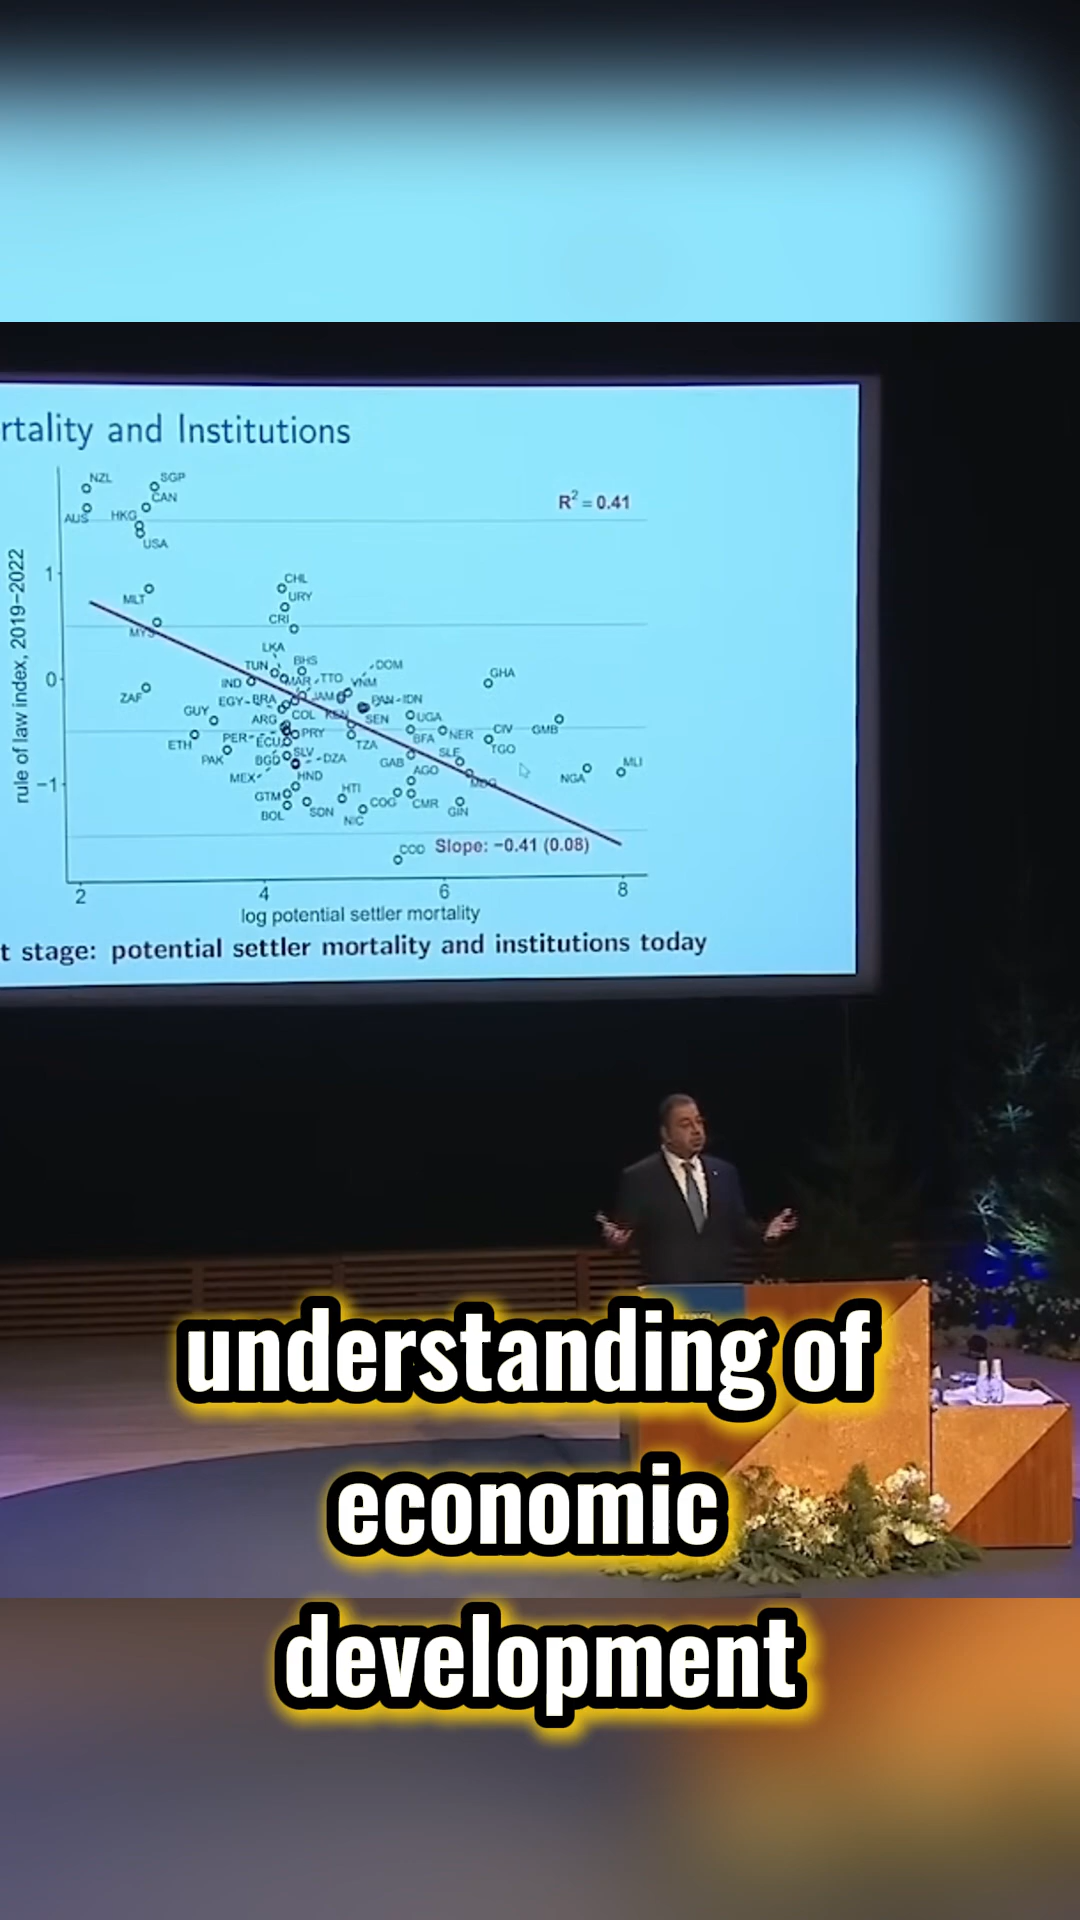 rtality and Institutions
NZL
SGP
CAN
AUS
HKG
USA
R² = 0.41
rule of law index, 2019–2022
1
0
−1
MLT
MYS
CHL
URY
CRI
LKA
TUN
BHS
DOM
GHA
IND
MAR
TTO
VNM
ZAF
EGY
BRA
JAM
PAN
IDN
GUY
ARG
COL
KEN
SEN
UGA
CIV
GMB
ETH
PER
ECU
PRY
TZA
BFA
NER
TGO
PAK
BGD
SLV
DZA
GAB
SLE
MLI
MEX
HND
AGO
MDG
NGA
GTM
HTI
COG
CMR
GIN
BOL
SDN
NIC
COD
Slope: −0.41 (0.08)
2
4
6
8
log potential settler mortality
t stage: potential settler mortality and institutions today
understanding of
economic
development